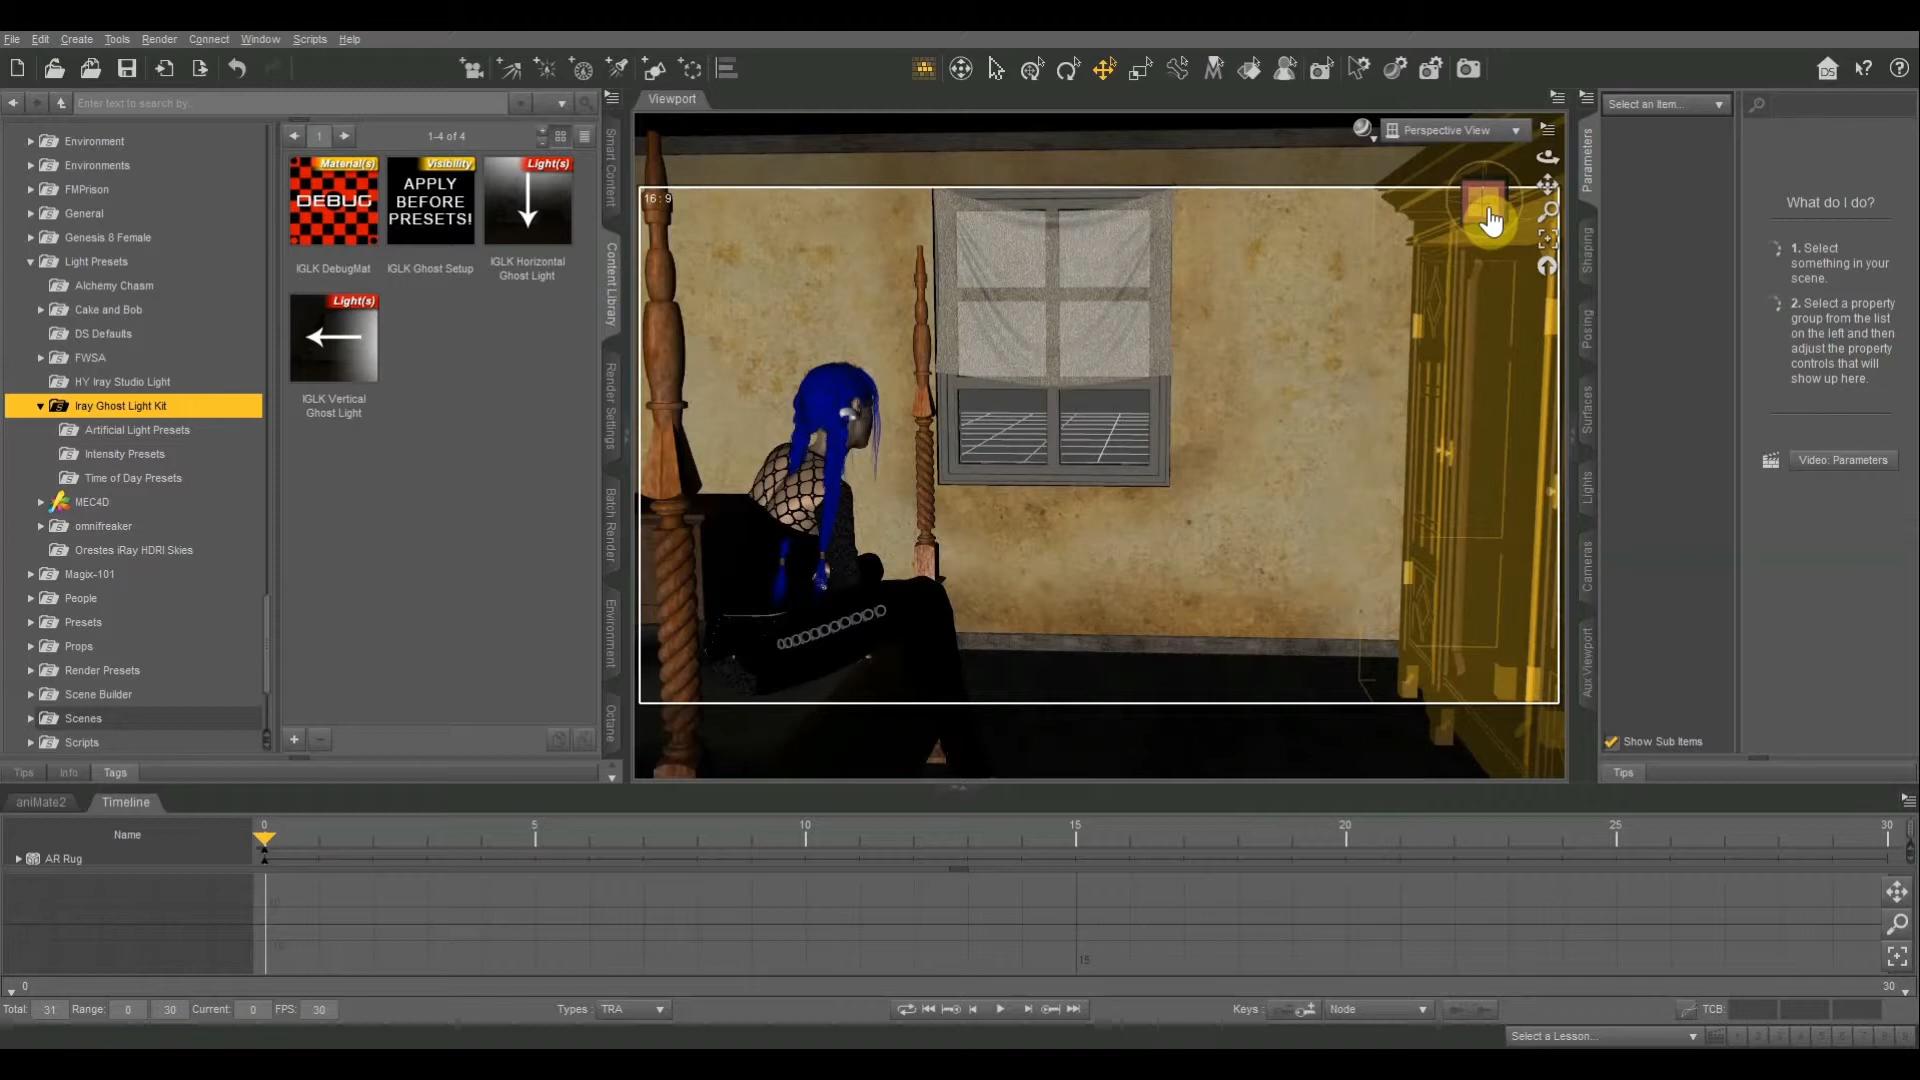 File Edit Create Tools Render Connect Window Scripts Help
Enter text to search by..
Environment
Environments
FMPrison
General
Genesis 8 Female
Light Presets
Alchemy Chasm
Cake and Bob
DS Defaults
FWSA
HY Iray Studio Light
Iray Ghost Light Kit
Artificial Light Presets
Intensity Presets
Time of Day Presets
MEC4D
omnifreaker
Orestes iRay HDRI Skies
Magix-101
People
Presets
Props
Render Presets
Scene Builder
Scenes
Scripts
Tips Info Tags
1 1-4 of 4
Material(s)
DEBUG
IGLK DebugMat
Visibility
APPLY
BEFORE
PRESETS!
IGLK Ghost Setup
Light(s)
IGLK Horizontal
Ghost Light
Light(s)
IGLK Vertical
Ghost Light
Smart Content
Content Library
Render Settings
Batch Render
Environment
Octane
Viewport
Perspective View
16:9
Parameters
Shaping
Posing
Surfaces
Lights
Cameras
Aux Viewport
Select an Item...
What do I do?
1. Select
something in your
scene.
2. Select a property
group from the list
on the left and then
adjust the property
controls that will
show up here.
Video: Parameters
Show Sub Items
Tips
aniMate2 Timeline
Name
0 5 10 15 20 25 30
AR Rug
15
0 30
Total: 31 Range: 0 30 Current: 0 FPS: 30 Types : TRA Keys : Node TCB:
Select a Lesson...